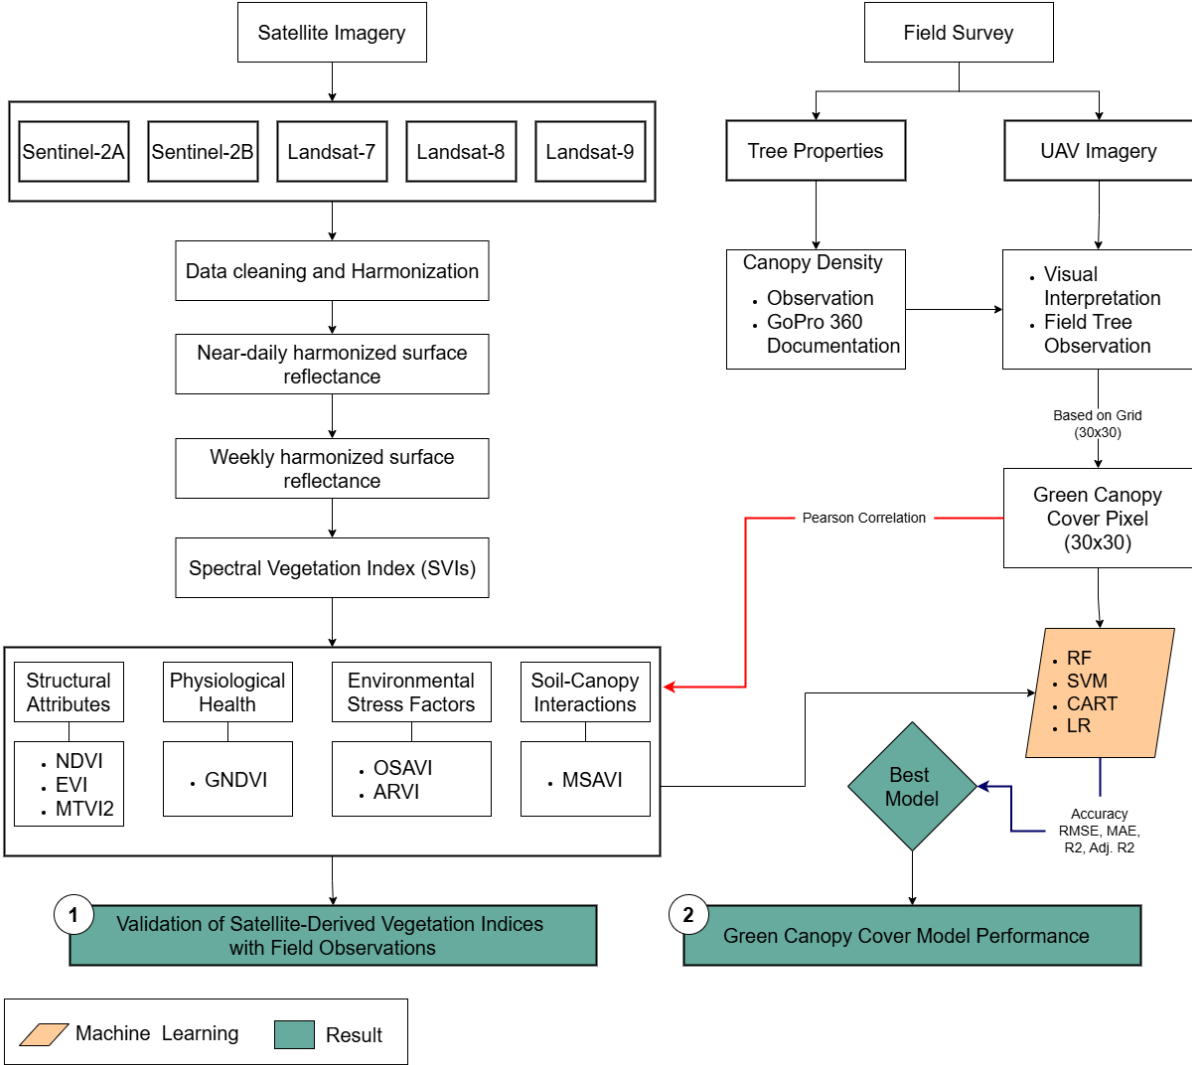 Satellite Imagery
Sentinel-2A
Sentinel-2B
Landsat-7
Landsat-8
Landsat-9
Data cleaning and Harmonization
Near-daily harmonized surface
reflectance
Weekly harmonized surface
reflectance
Spectral Vegetation Index (SVIs)
Structural
Attributes
• NDVI
• EVI
• MTVI2
Physiological
Health
• GNDVI
Environmental
Stress Factors
• OSAVI
• ARVI
Soil-Canopy
Interactions
• MSAVI
1
Validation of Satellite-Derived Vegetation Indices
with Field Observations
Field Survey
Tree Properties
UAV Imagery
Canopy Density
• Observation
• GoPro 360
Documentation
• Visual
Interpretation
• Field Tree
Observation
Based on Grid
(30x30)
Green Canopy
Cover Pixel
(30x30)
Pearson Correlation
• RF
• SVM
• CART
• LR
Accuracy
RMSE, MAE,
R2, Adj. R2
Best
Model
2
Green Canopy Cover Model Performance
Machine Learning
Result